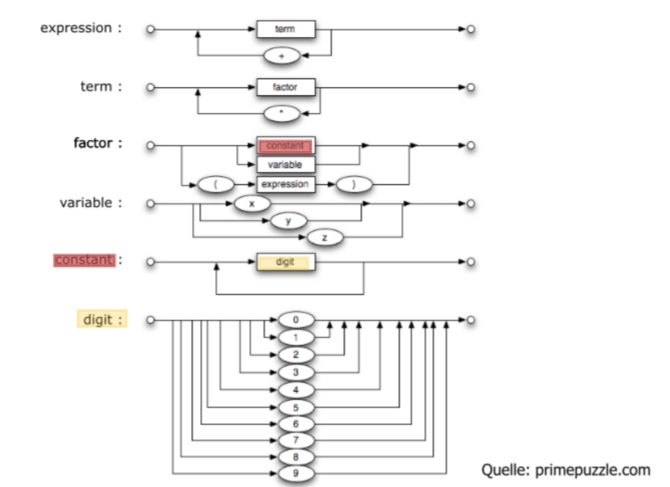 expression :
term
+
term :
factor
*
factor :
constant
variable
( expression )
variable :
x
y
z
constant :
digit
digit :
0
1
2
3
4
5
6
7
8
9
Quelle: primepuzzle.com